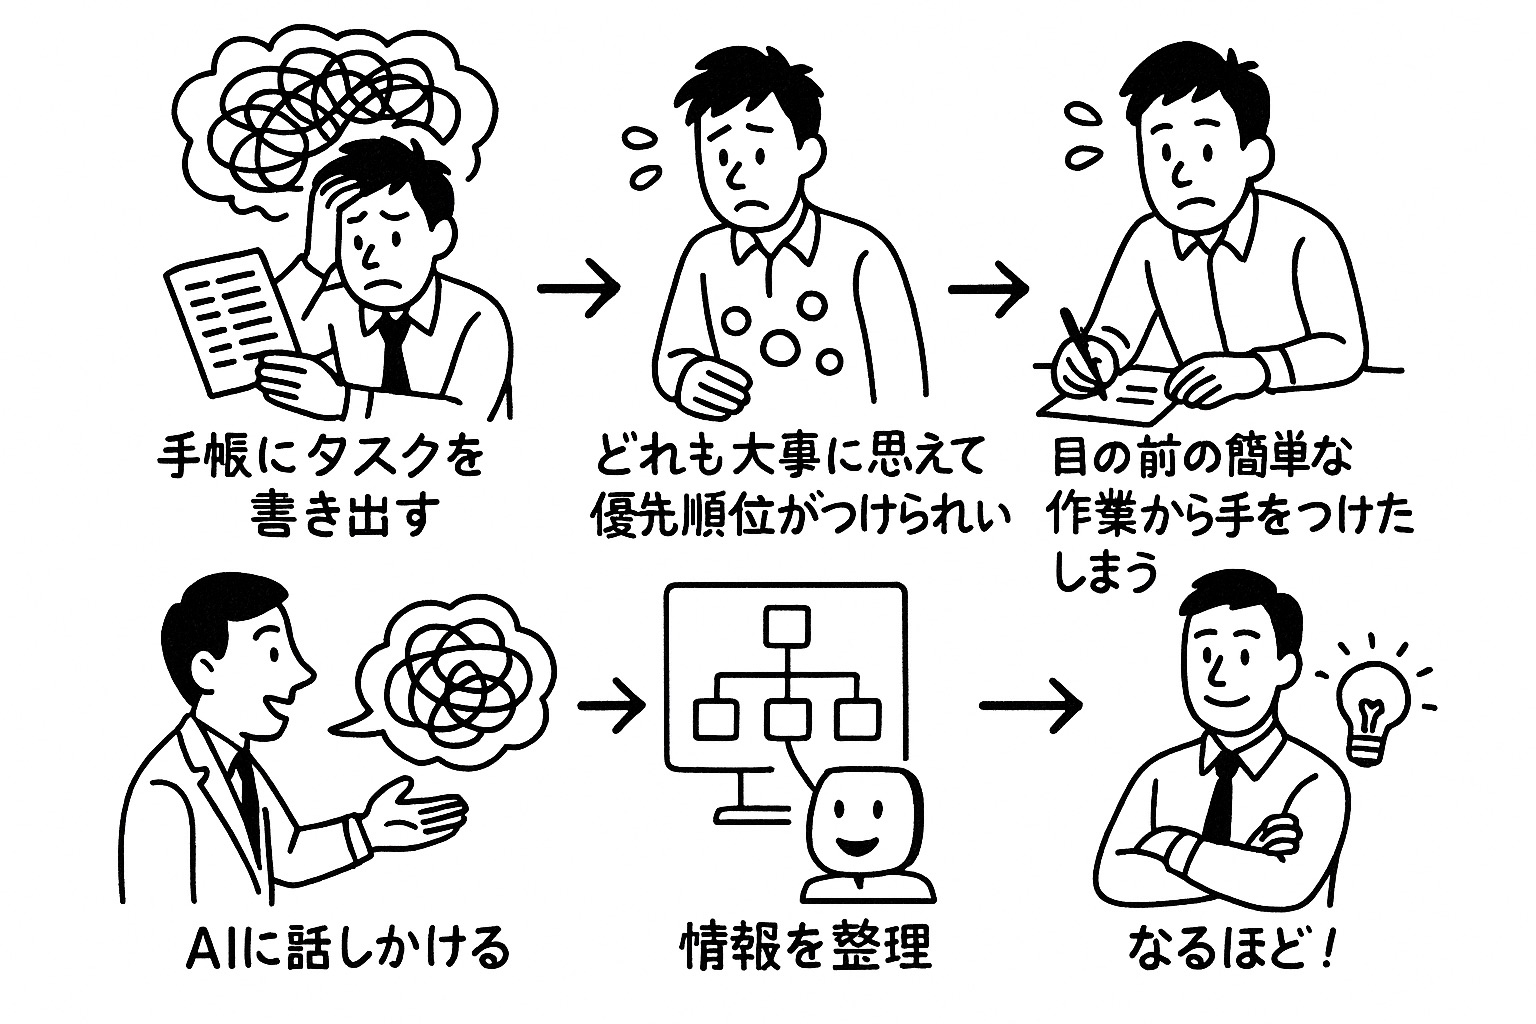 手帳にタスクを
書き出す
どれも大事に思えて
優先順位がつけられい
目の前の簡単な
作業から手をつけた
しまう
AIに話しかける
情報を整理
なるほど！